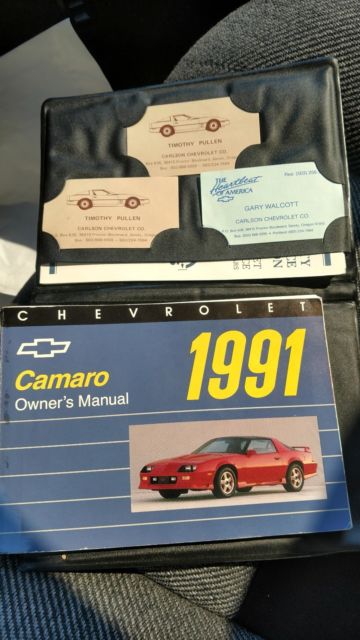 TIMOTHY PULLEN
CARLSON CHEVROLET CO.
TIMOTHY PULLEN
CARLSON CHEVROLET CO.
THE
Heartbeat
OF AMERICA
GARY WALCOTT
CARLSON CHEVROLET CO.
CHEVROLET
1991
Camaro
Owner's Manual